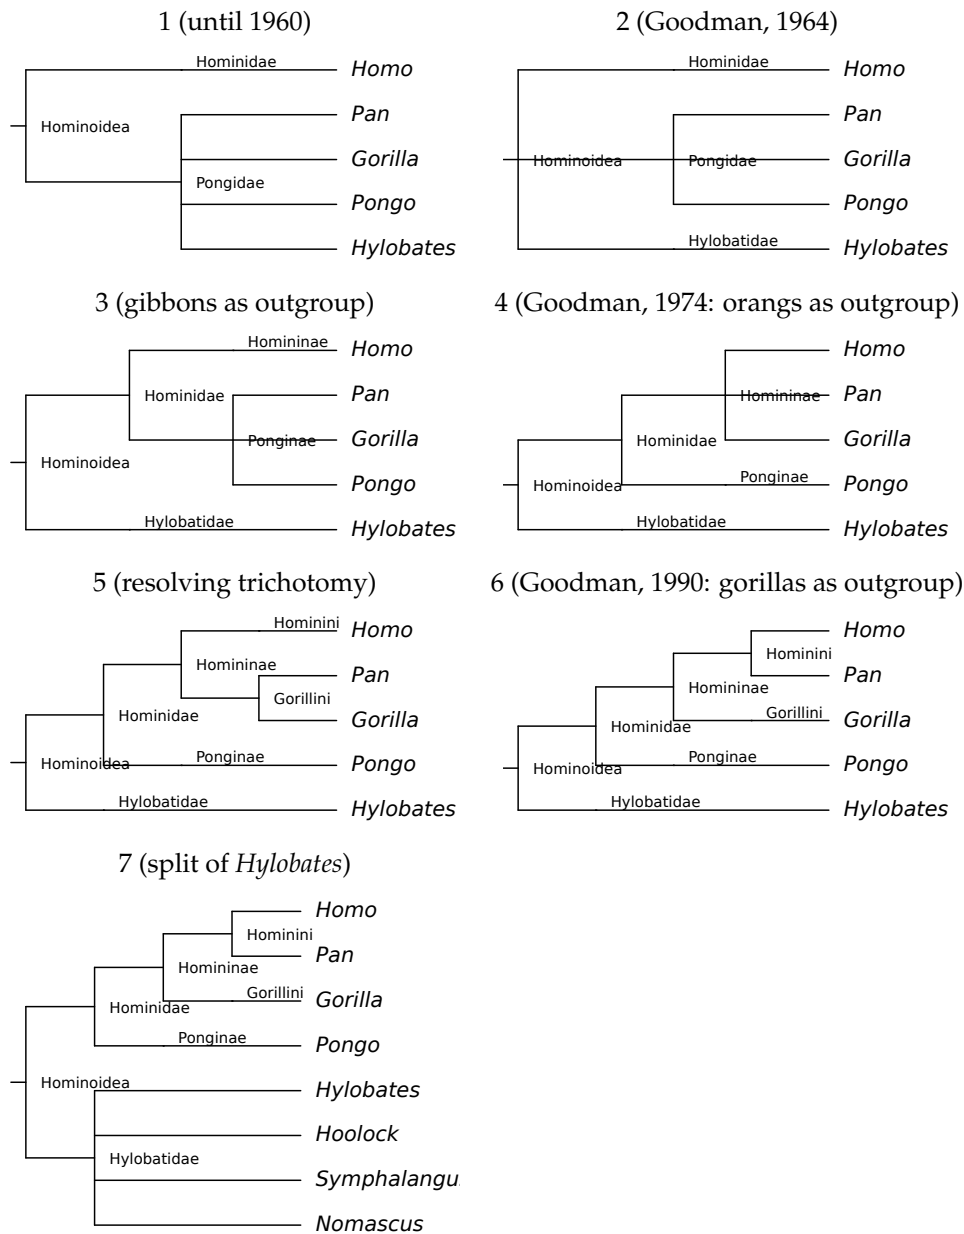 1 (until 1960)
Hominidae
Homo
Pan
Hominoidea
Gorilla
Pongidae
Pongo
Hylobates
2 (Goodman, 1964)
Hominidae
Homo
Pan
Hominoidea
Pongidae
Gorilla
Pongo
Hylobatidae
Hylobates
3 (gibbons as outgroup)
Homininae
Homo
Hominidae
Pan
Ponginae
Gorilla
Hominoidea
Pongo
Hylobatidae
Hylobates
4 (Goodman, 1974: orangs as outgroup)
Homo
Homininae
Pan
Hominidae
Gorilla
Hominoidea
Ponginae
Pongo
Hylobatidae
Hylobates
5 (resolving trichotomy)
Hominini
Homo
Homininae
Pan
Gorillini
Hominidae
Gorilla
Hominoidea
Ponginae
Pongo
Hylobatidae
Hylobates
6 (Goodman, 1990: gorillas as outgroup)
Homo
Hominini
Pan
Homininae
Gorillini
Gorilla
Hominidae
Hominoidea
Ponginae
Pongo
Hylobatidae
Hylobates
7 (split of Hylobates)
Homo
Hominini
Pan
Homininae
Gorillini
Gorilla
Hominidae
Ponginae
Pongo
Hominoidea
Hylobates
Hoolock
Hylobatidae
Symphalangu
Nomascus